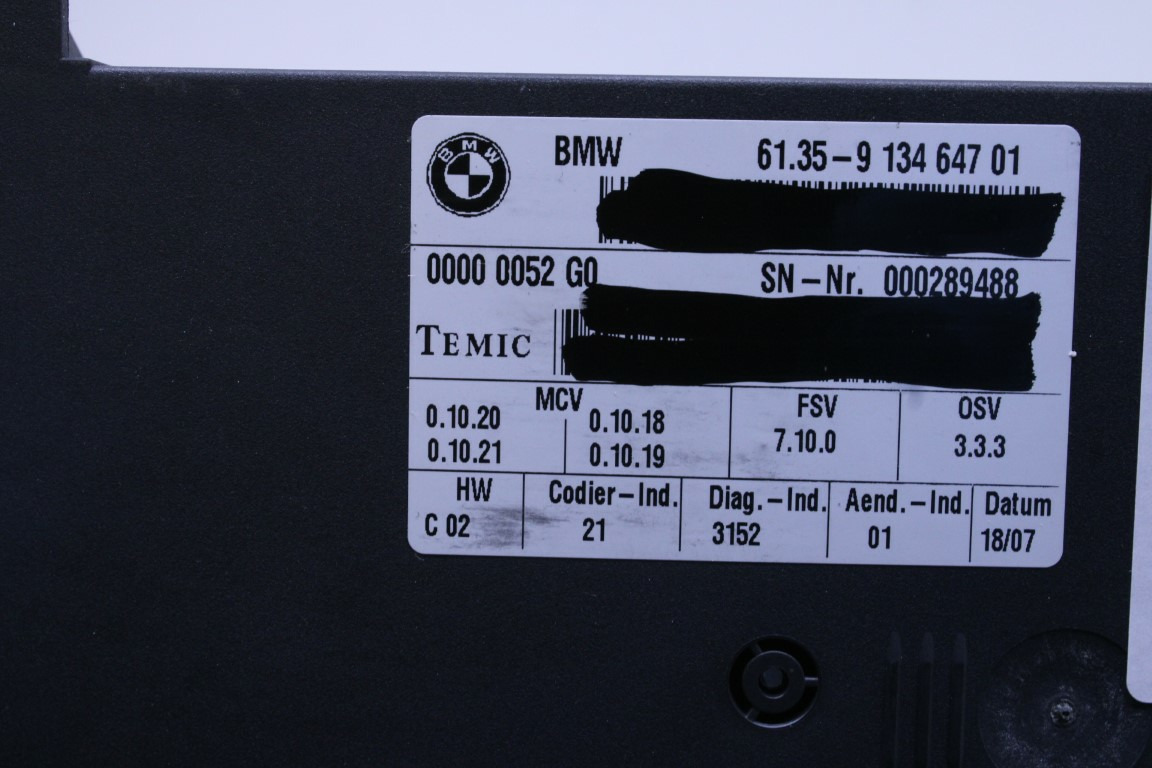 BMW
BMW 61.35-9 134 647 01
0000 0052 G0 SN-Nr. 000289488
TEMIC
MCV FSV OSV
0.10.20 0.10.18 7.10.0 3.3.3
0.10.21 0.10.19
HW Codier-Ind. Diag.-Ind. Aend.-Ind. Datum
C 02 21 3152 01 18/07